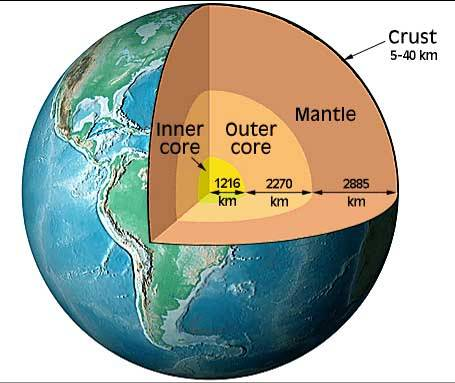 Crust
5-40 km
Mantle
Inner
core
Outer
core
1216
km
2270
km
2885
km